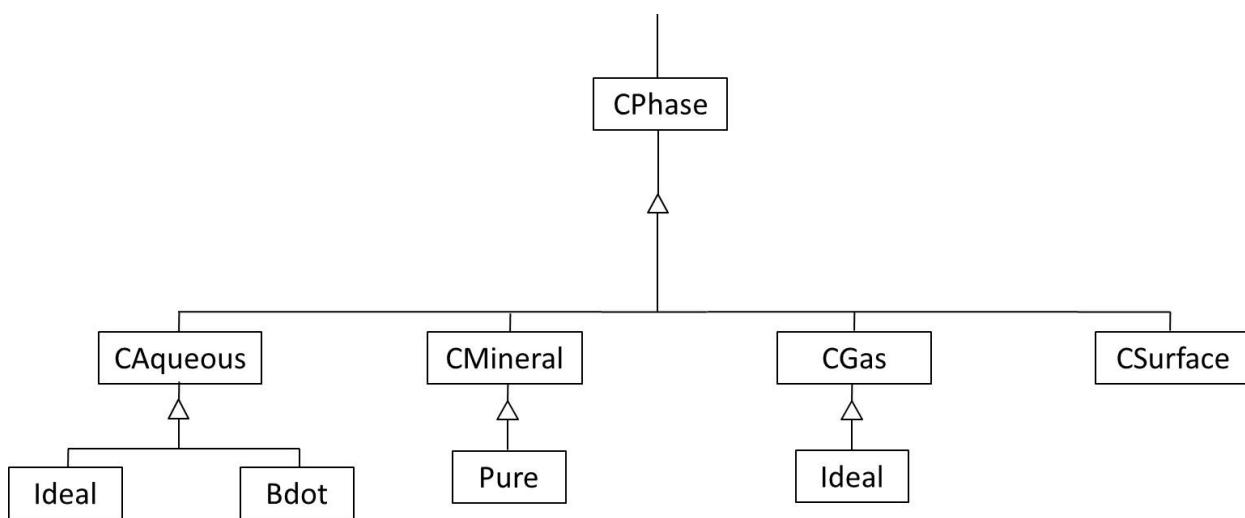 CPhase
CAqueous
CMineral
CGas
CSurface
Ideal
Bdot
Pure
Ideal